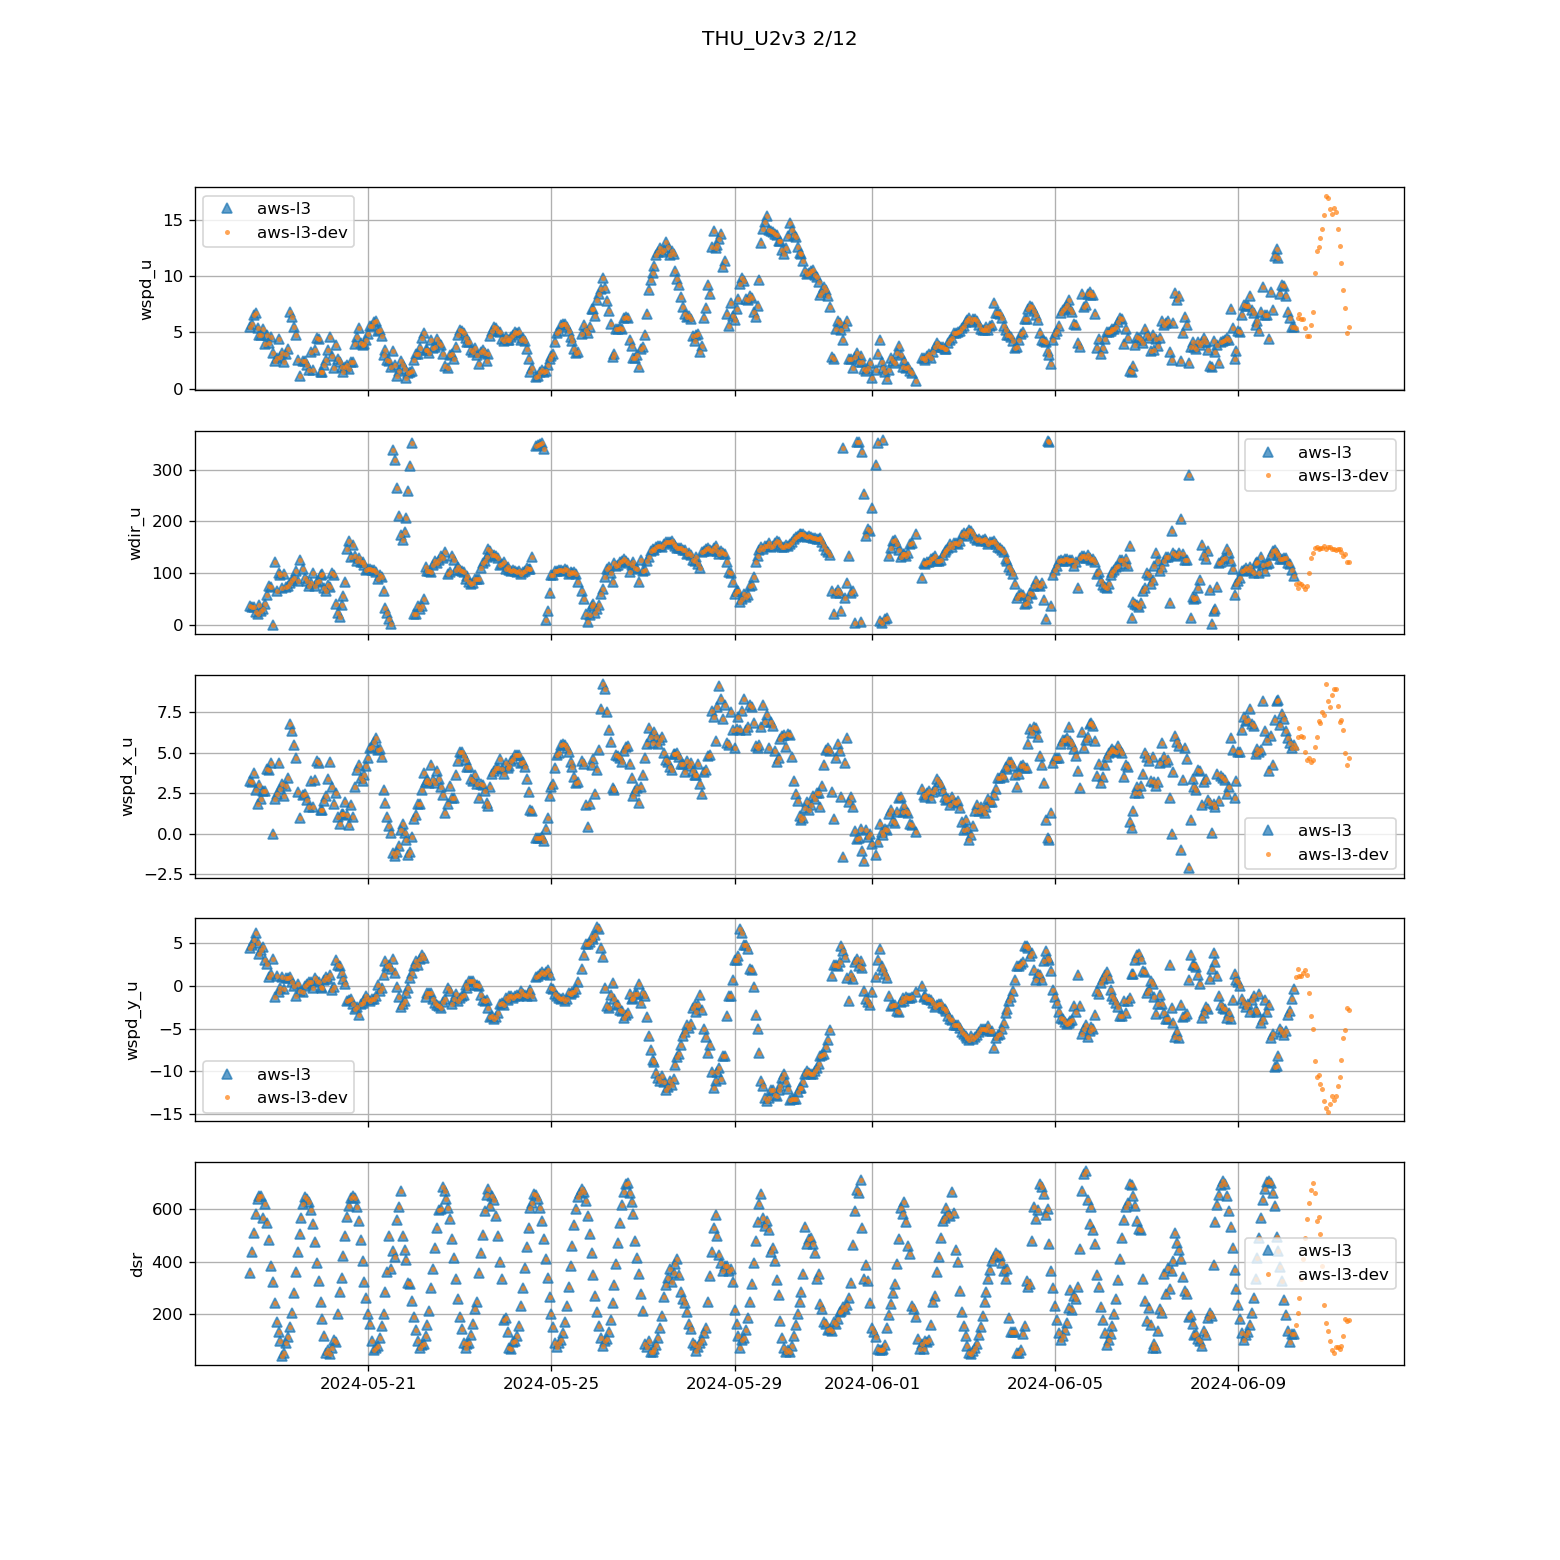 THU_U2v3 2/12
wspd_u
15
10
5
0
aws-l3
aws-l3-dev
wdir_u
300
200
100
0
aws-l3
aws-l3-dev
wspd_x_u
7.5
5.0
2.5
0.0
−2.5
aws-l3
aws-l3-dev
wspd_y_u
5
0
−5
−10
−15
aws-l3
aws-l3-dev
dsr
600
400
200
aws-l3
aws-l3-dev
2024-05-21 2024-05-25 2024-05-29 2024-06-01 2024-06-05 2024-06-09